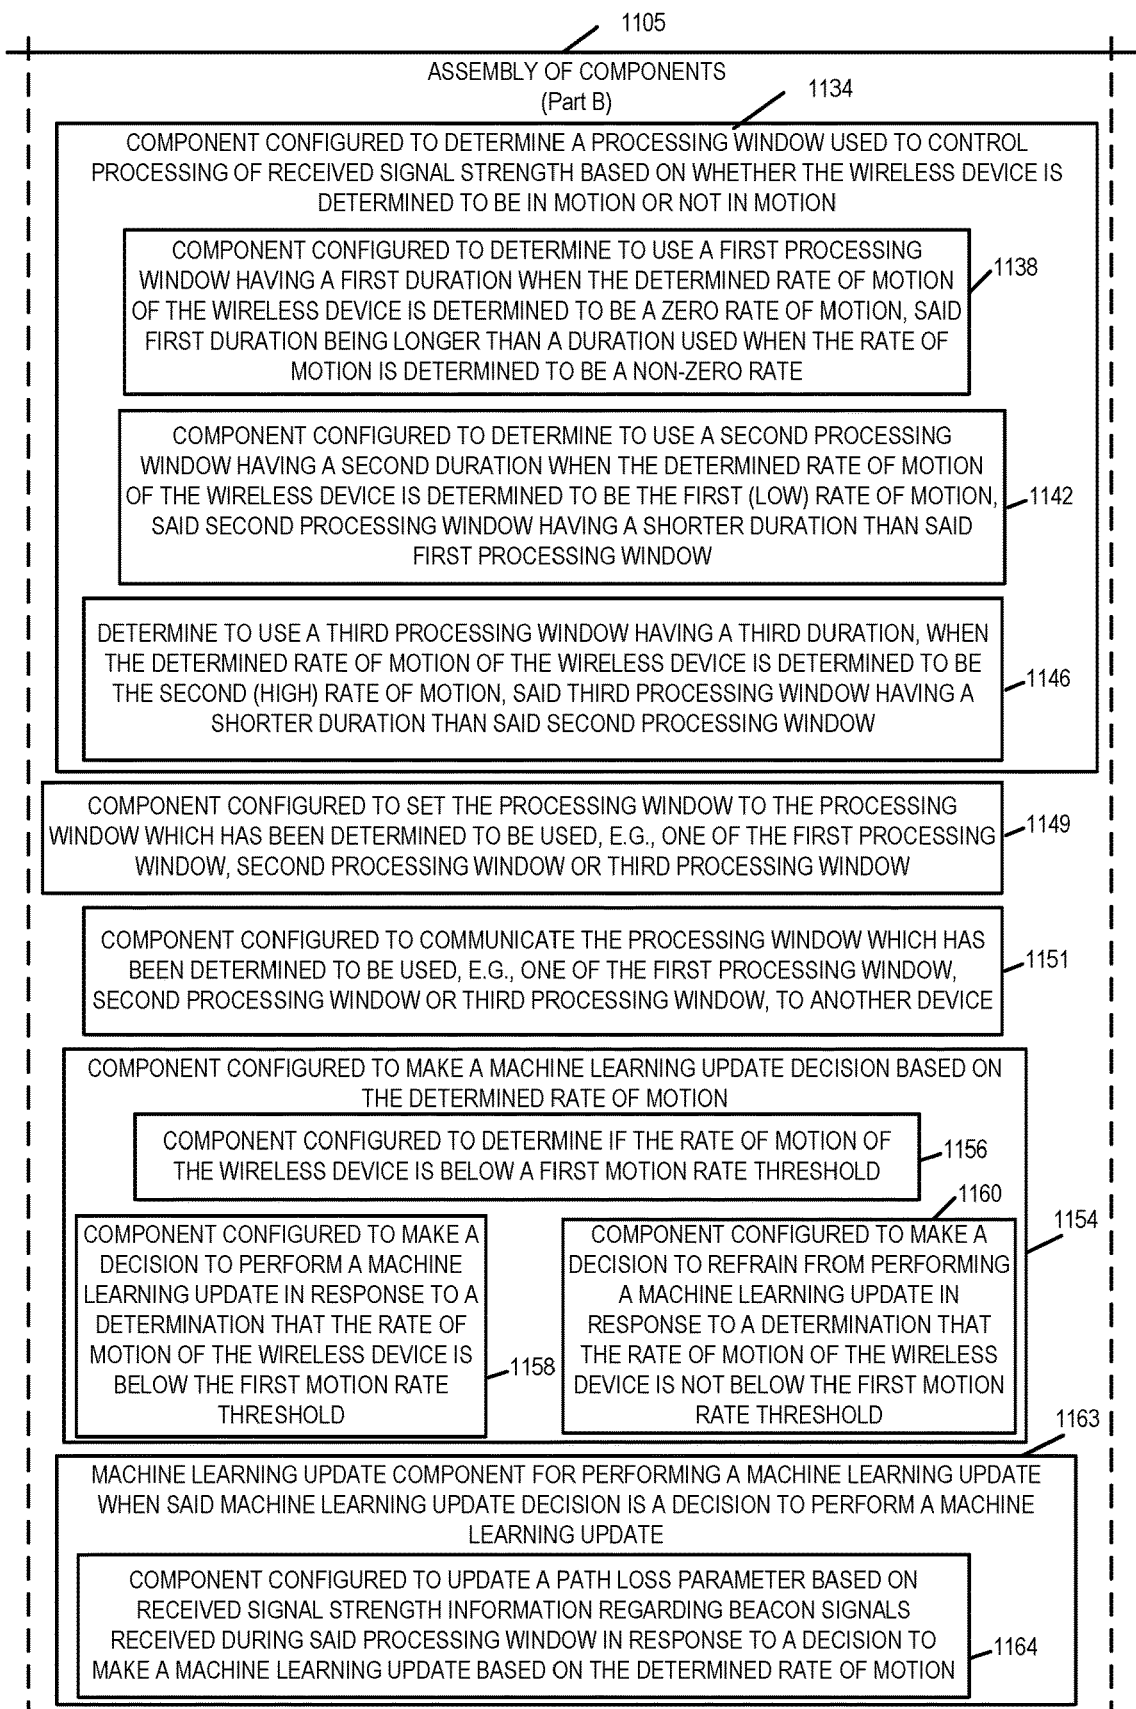 1105
ASSEMBLY OF COMPONENTS
(Part B)
1134
COMPONENT CONFIGURED TO DETERMINE A PROCESSING WINDOW USED TO CONTROL
PROCESSING OF RECEIVED SIGNAL STRENGTH BASED ON WHETHER THE WIRELESS DEVICE IS
DETERMINED TO BE IN MOTION OR NOT IN MOTION
COMPONENT CONFIGURED TO DETERMINE TO USE A FIRST PROCESSING
WINDOW HAVING A FIRST DURATION WHEN THE DETERMINED RATE OF MOTION
OF THE WIRELESS DEVICE IS DETERMINED TO BE A ZERO RATE OF MOTION, SAID
FIRST DURATION BEING LONGER THAN A DURATION USED WHEN THE RATE OF
MOTION IS DETERMINED TO BE A NON-ZERO RATE
1138
COMPONENT CONFIGURED TO DETERMINE TO USE A SECOND PROCESSING
WINDOW HAVING A SECOND DURATION WHEN THE DETERMINED RATE OF MOTION
OF THE WIRELESS DEVICE IS DETERMINED TO BE THE FIRST (LOW) RATE OF MOTION,
SAID SECOND PROCESSING WINDOW HAVING A SHORTER DURATION THAN SAID
FIRST PROCESSING WINDOW
1142
DETERMINE TO USE A THIRD PROCESSING WINDOW HAVING A THIRD DURATION, WHEN
THE DETERMINED RATE OF MOTION OF THE WIRELESS DEVICE IS DETERMINED TO BE
THE SECOND (HIGH) RATE OF MOTION, SAID THIRD PROCESSING WINDOW HAVING A
SHORTER DURATION THAN SAID SECOND PROCESSING WINDOW
1146
COMPONENT CONFIGURED TO SET THE PROCESSING WINDOW TO THE PROCESSING
WINDOW WHICH HAS BEEN DETERMINED TO BE USED, E.G., ONE OF THE FIRST PROCESSING
WINDOW, SECOND PROCESSING WINDOW OR THIRD PROCESSING WINDOW
1149
COMPONENT CONFIGURED TO COMMUNICATE THE PROCESSING WINDOW WHICH HAS
BEEN DETERMINED TO BE USED, E.G., ONE OF THE FIRST PROCESSING WINDOW,
SECOND PROCESSING WINDOW OR THIRD PROCESSING WINDOW, TO ANOTHER DEVICE
1151
COMPONENT CONFIGURED TO MAKE A MACHINE LEARNING UPDATE DECISION BASED ON
THE DETERMINED RATE OF MOTION
COMPONENT CONFIGURED TO DETERMINE IF THE RATE OF MOTION OF
THE WIRELESS DEVICE IS BELOW A FIRST MOTION RATE THRESHOLD
1156
COMPONENT CONFIGURED TO MAKE A
DECISION TO PERFORM A MACHINE
LEARNING UPDATE IN RESPONSE TO A
DETERMINATION THAT THE RATE OF
MOTION OF THE WIRELESS DEVICE IS
BELOW THE FIRST MOTION RATE
THRESHOLD
1158
1160
COMPONENT CONFIGURED TO MAKE A
DECISION TO REFRAIN FROM PERFORMING
A MACHINE LEARNING UPDATE IN
RESPONSE TO A DETERMINATION THAT
THE RATE OF MOTION OF THE WIRELESS
DEVICE IS NOT BELOW THE FIRST MOTION
RATE THRESHOLD
1154
1163
MACHINE LEARNING UPDATE COMPONENT FOR PERFORMING A MACHINE LEARNING UPDATE
WHEN SAID MACHINE LEARNING UPDATE DECISION IS A DECISION TO PERFORM A MACHINE
LEARNING UPDATE
COMPONENT CONFIGURED TO UPDATE A PATH LOSS PARAMETER BASED ON
RECEIVED SIGNAL STRENGTH INFORMATION REGARDING BEACON SIGNALS
RECEIVED DURING SAID PROCESSING WINDOW IN RESPONSE TO A DECISION TO
MAKE A MACHINE LEARNING UPDATE BASED ON THE DETERMINED RATE OF MOTION
1164